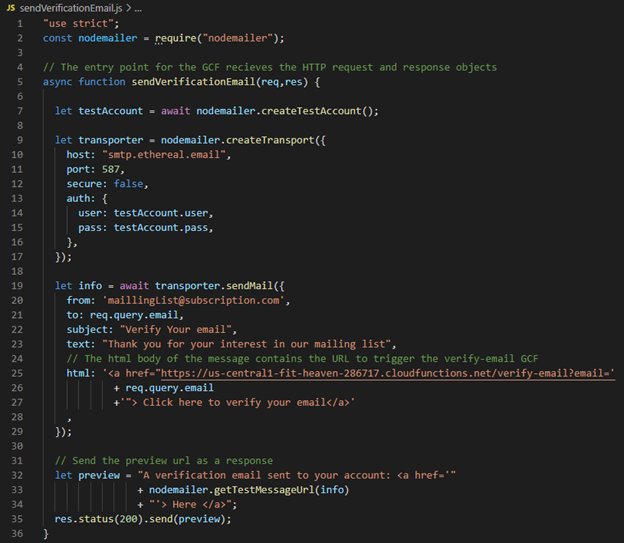 JS sendVerificationEmail.js > ...
1 "use strict";
2 const nodemailer = require("nodemailer");
3
4 // The entry point for the GCF recieves the HTTP request and response objects
5 async function sendVerificationEmail(req,res) {
6
7 let testAccount = await nodemailer.createTestAccount();
8
9 let transporter = nodemailer.createTransport({
10 host: "smtp.ethereal.email",
11 port: 587,
12 secure: false,
13 auth: {
14 user: testAccount.user,
15 pass: testAccount.pass,
16 },
17 });
18
19 let info = await transporter.sendMail({
20 from: 'maillingList@subscription.com',
21 to: req.query.email,
22 subject: "Verify Your email",
23 text: "Thank you for your interest in our mailing list",
24 // The html body of the message contains the URL to trigger the verify-email GCF
25 html: '<a href="https://us-central1-fit-heaven-286717.cloudfunctions.net/verify-email?email='
26 + req.query.email
27 +'"> Click here to verify your email</a>'
28 ,
29 });
30
31 // Send the preview url as a response
32 let preview = "A verification email sent to your account: <a href='"
33 + nodemailer.getTestMessageUrl(info)
34 + "'> Here </a>";
35 res.status(200).send(preview);
36 }